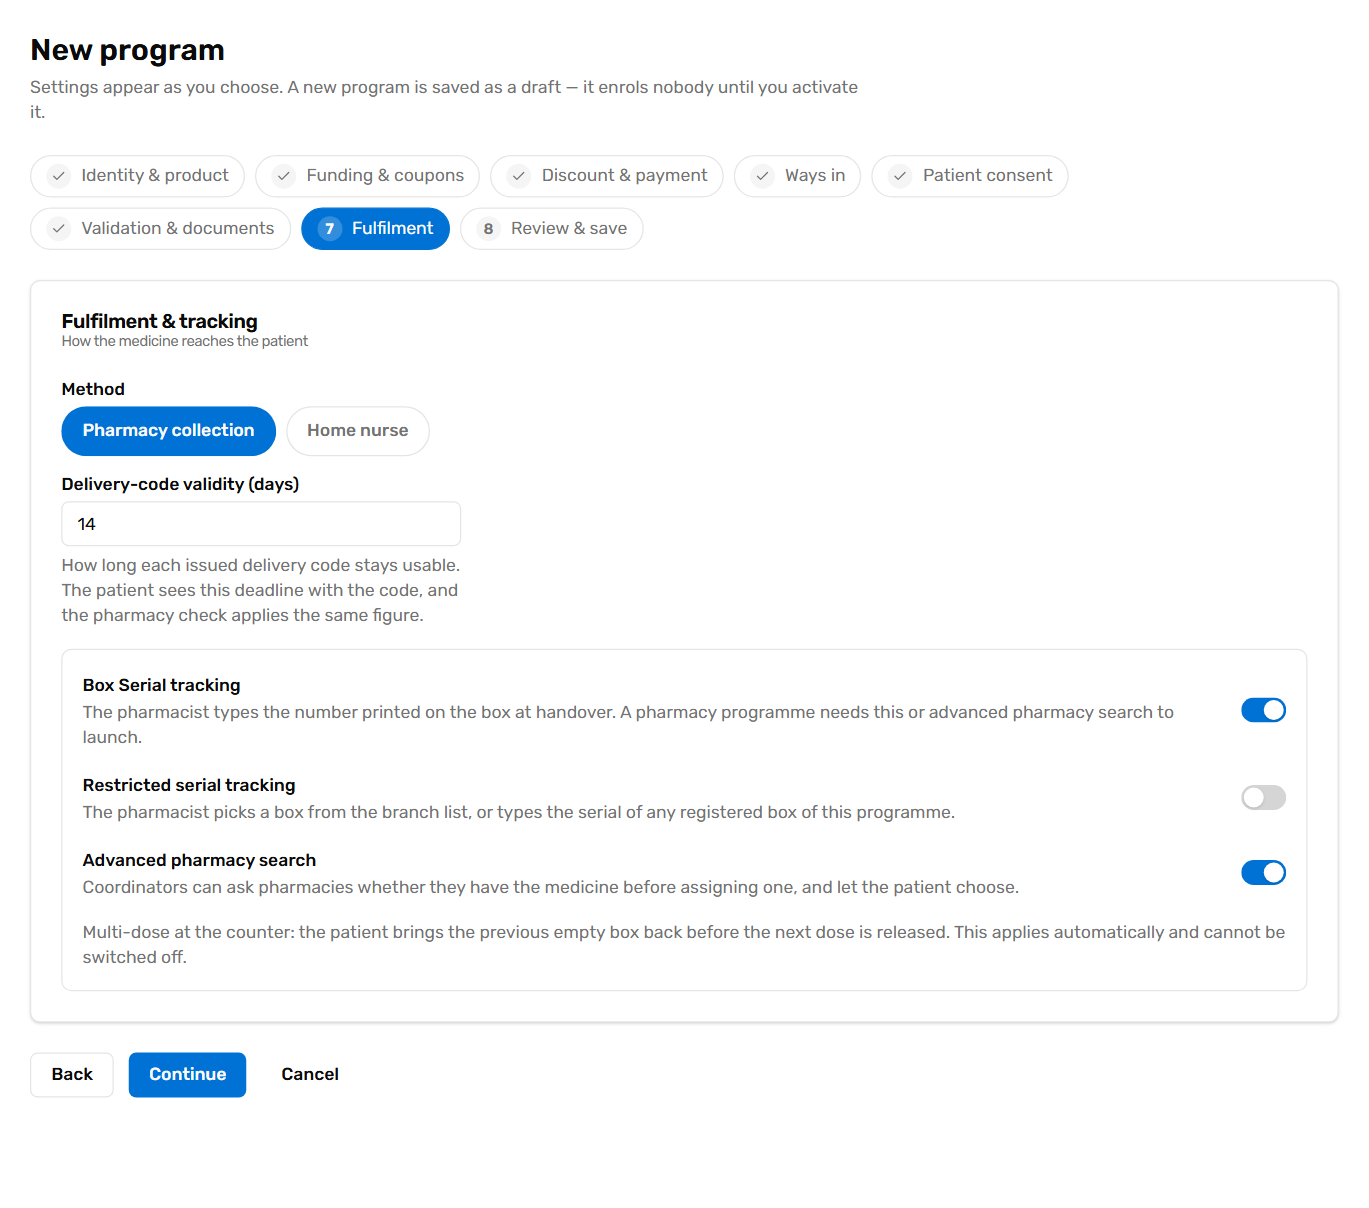 New program
Settings appear as you choose. A new program is saved as a draft — it enrols nobody until you activate
it.
Identity & product
Funding & coupons
Discount & payment
Ways in
Patient consent
Validation & documents
7 Fulfilment
8 Review & save
Fulfilment & tracking
How the medicine reaches the patient
Method
Pharmacy collection
Home nurse
Delivery-code validity (days)
14
How long each issued delivery code stays usable.
The patient sees this deadline with the code, and
the pharmacy check applies the same figure.
Box Serial tracking
The pharmacist types the number printed on the box at handover. A pharmacy programme needs this or advanced pharmacy search to
launch.
Restricted serial tracking
The pharmacist picks a box from the branch list, or types the serial of any registered box of this programme.
Advanced pharmacy search
Coordinators can ask pharmacies whether they have the medicine before assigning one, and let the patient choose.
Multi-dose at the counter: the patient brings the previous empty box back before the next dose is released. This applies automatically and cannot be
switched off.
Back
Continue
Cancel